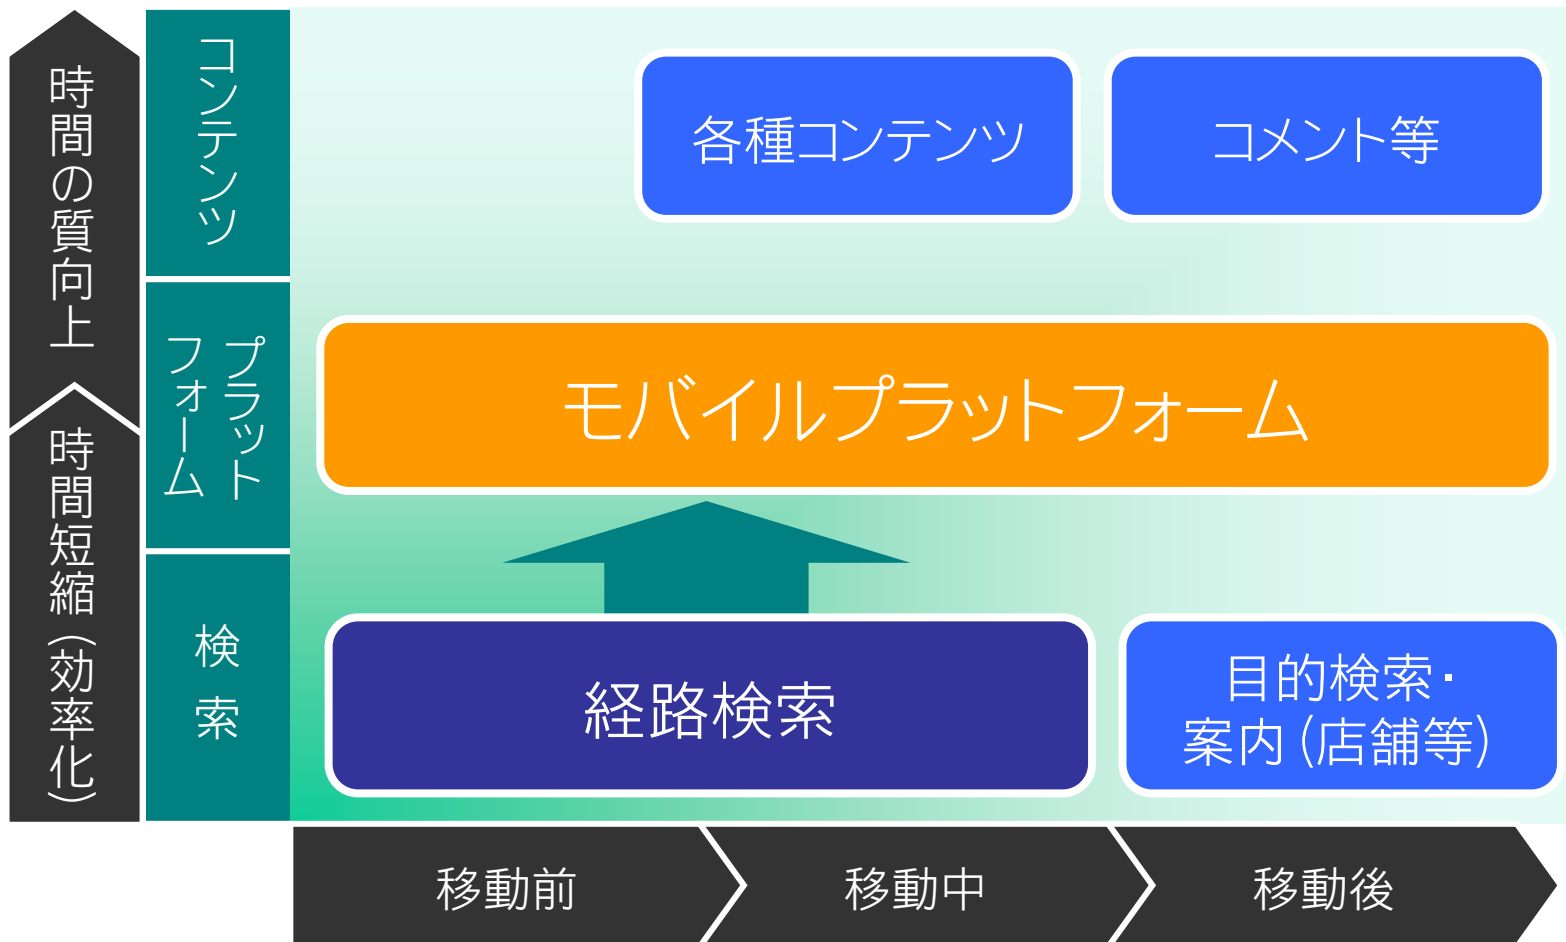 時間の質向上
時間短縮(効率化)
コンテンツ
プラット
フォーム
検索
各種コンテンツ
コメント等
モバイルプラットフォーム
経路検索
目的検索・
案内(店舗等)
移動前
移動中
移動後